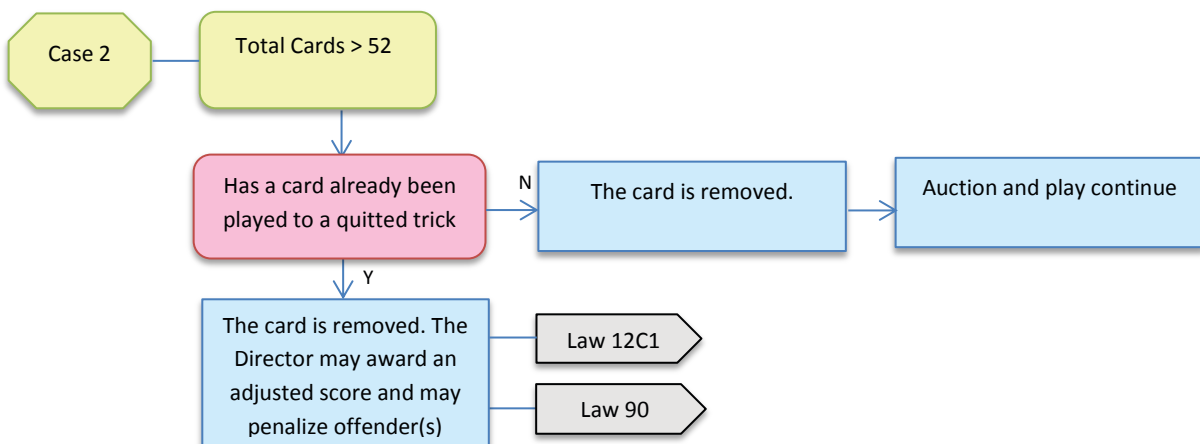 Case 2
Total Cards > 52
Has a card already been
played to a quitted trick
N
The card is removed.
Auction and play continue
Y
The card is removed. The
Director may award an
adjusted score and may
penalize offender(s)
Law 12C1
Law 90